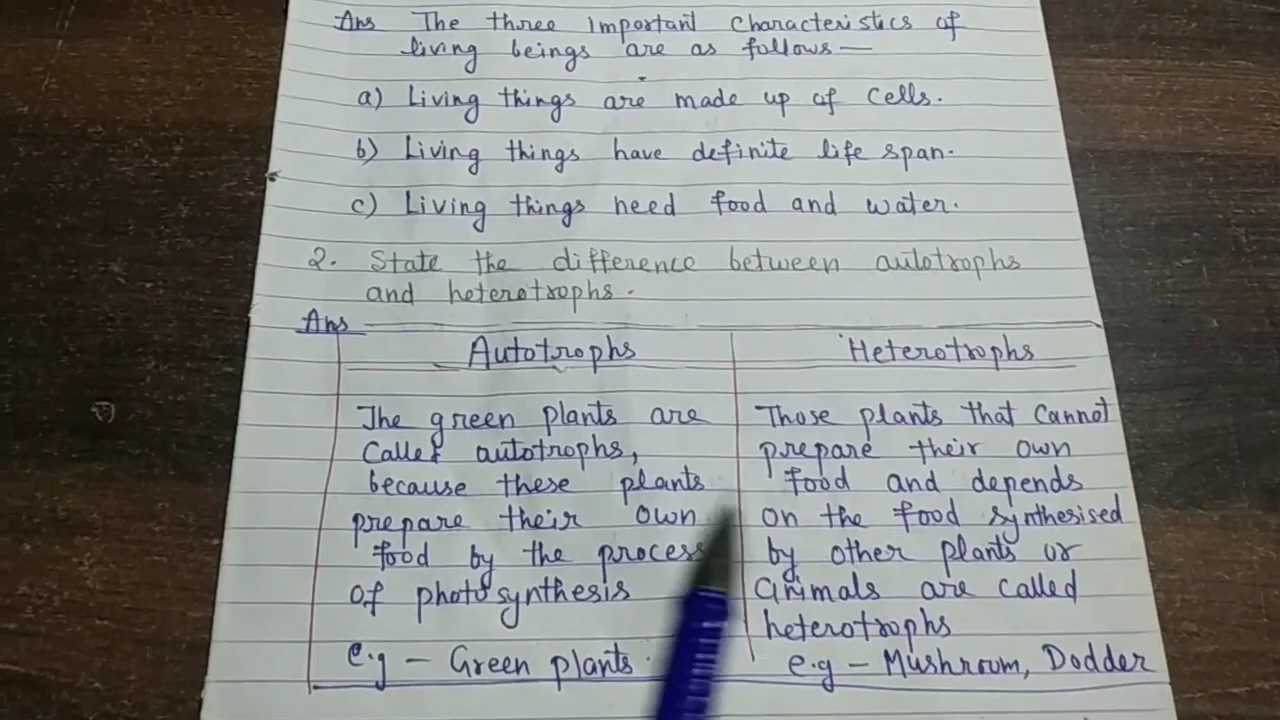 Ans The three important characteristics of
living beings are as follows—
a) Living things are made up of cells.
b) Living things have definite life span.
c) Living things need food and water.
2. State the difference between autotrophs
and heterotrophs.
Ans
Autotrophs
The green plants are
called autotrophs,
because these plants
prepare their own
food by the process
of photosynthesis
e.g – Green plants.
Heterotrophs
Those plants that cannot
prepare their own
food and depends
on the food synthesised
by other plants or
animals are called
heterotrophs
e.g – Mushroom, Dodder